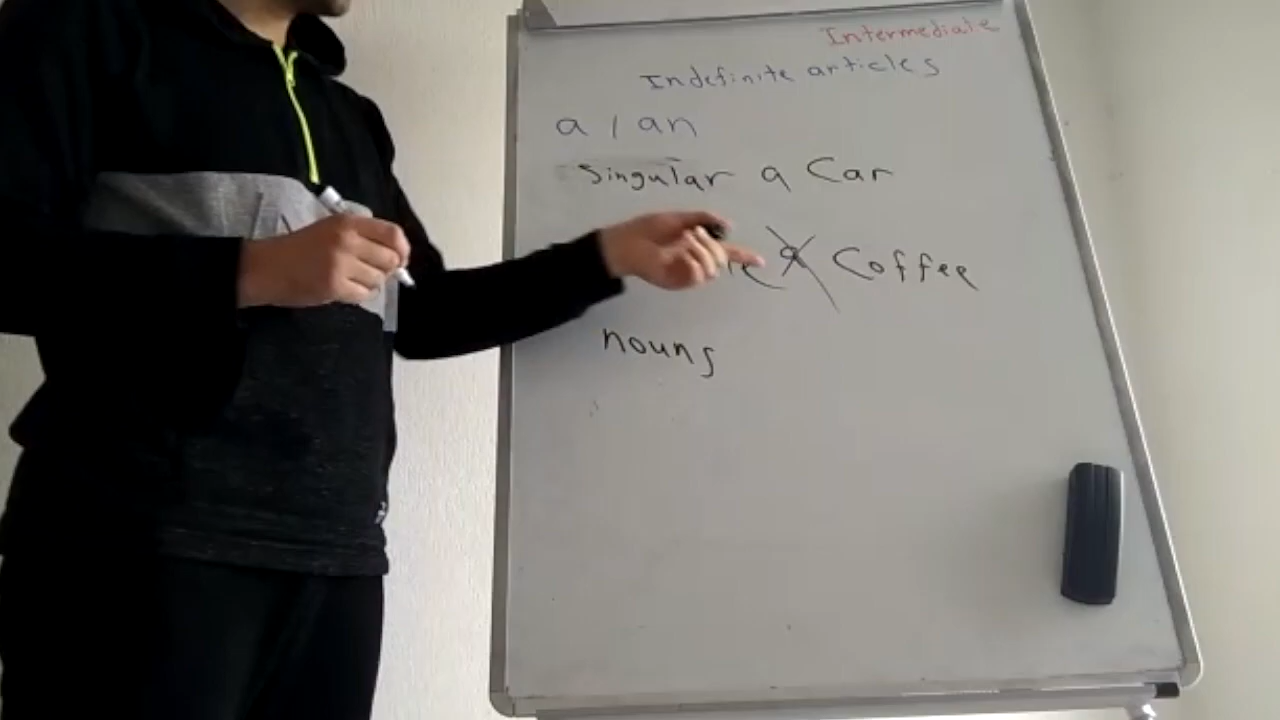 Intermediate
Indefinite articles
a / an
Singular a Car
a Coffee
nouns